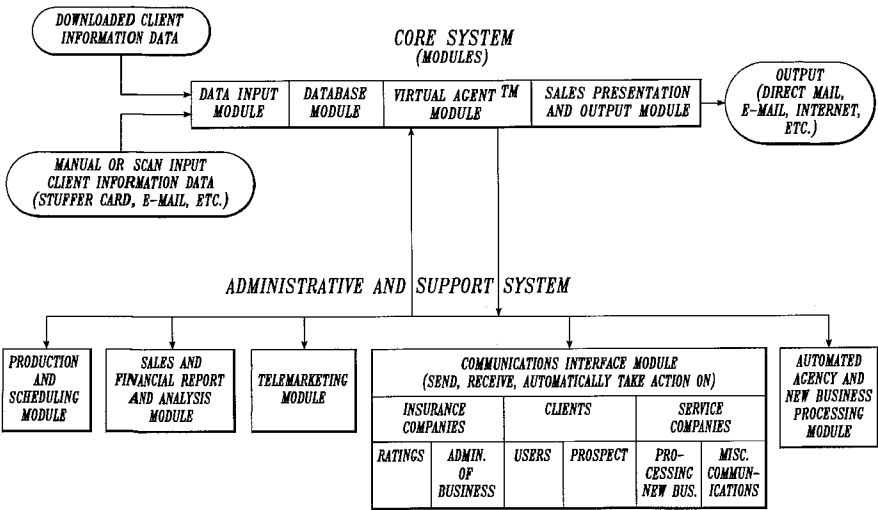 DOWNLOADED CLIENT
INFORMATION DATA
CORE SYSTEM
(MODULES)
DATA INPUT
MODULE
DATABASE
MODULE
VIRTUAL AGENT TM
MODULE
SALES PRESENTATION
AND OUTPUT MODULE
OUTPUT
(DIRECT MAIL,
E-MAIL, INTERNET,
ETC.)
MANUAL OR SCAN INPUT
CLIENT INFORMATION DATA
(STUFFER CARD, E-MAIL, ETC.)
ADMINISTRATIVE AND SUPPORT SYSTEM
PRODUCTION
AND
SCHEDULING
MODULE
SALES AND
FINANCIAL REPORT
AND ANALYSIS
MODULE
TELEMARKETING
MODULE
COMMUNICATIONS INTERFACE MODULE
(SEND, RECEIVE, AUTOMATICALLY TAKE ACTION ON)
INSURANCE
COMPANIES
CLIENTS
SERVICE
COMPANIES
RATINGS
ADMIN.
OF
BUSINESS
USERS
PROSPECT
PRO-
CESSING
NEW BUS.
MISC.
COMMUN-
ICATIONS
AUTOMATED
AGENCY AND
NEW BUSINESS
PROCESSING
MODULE